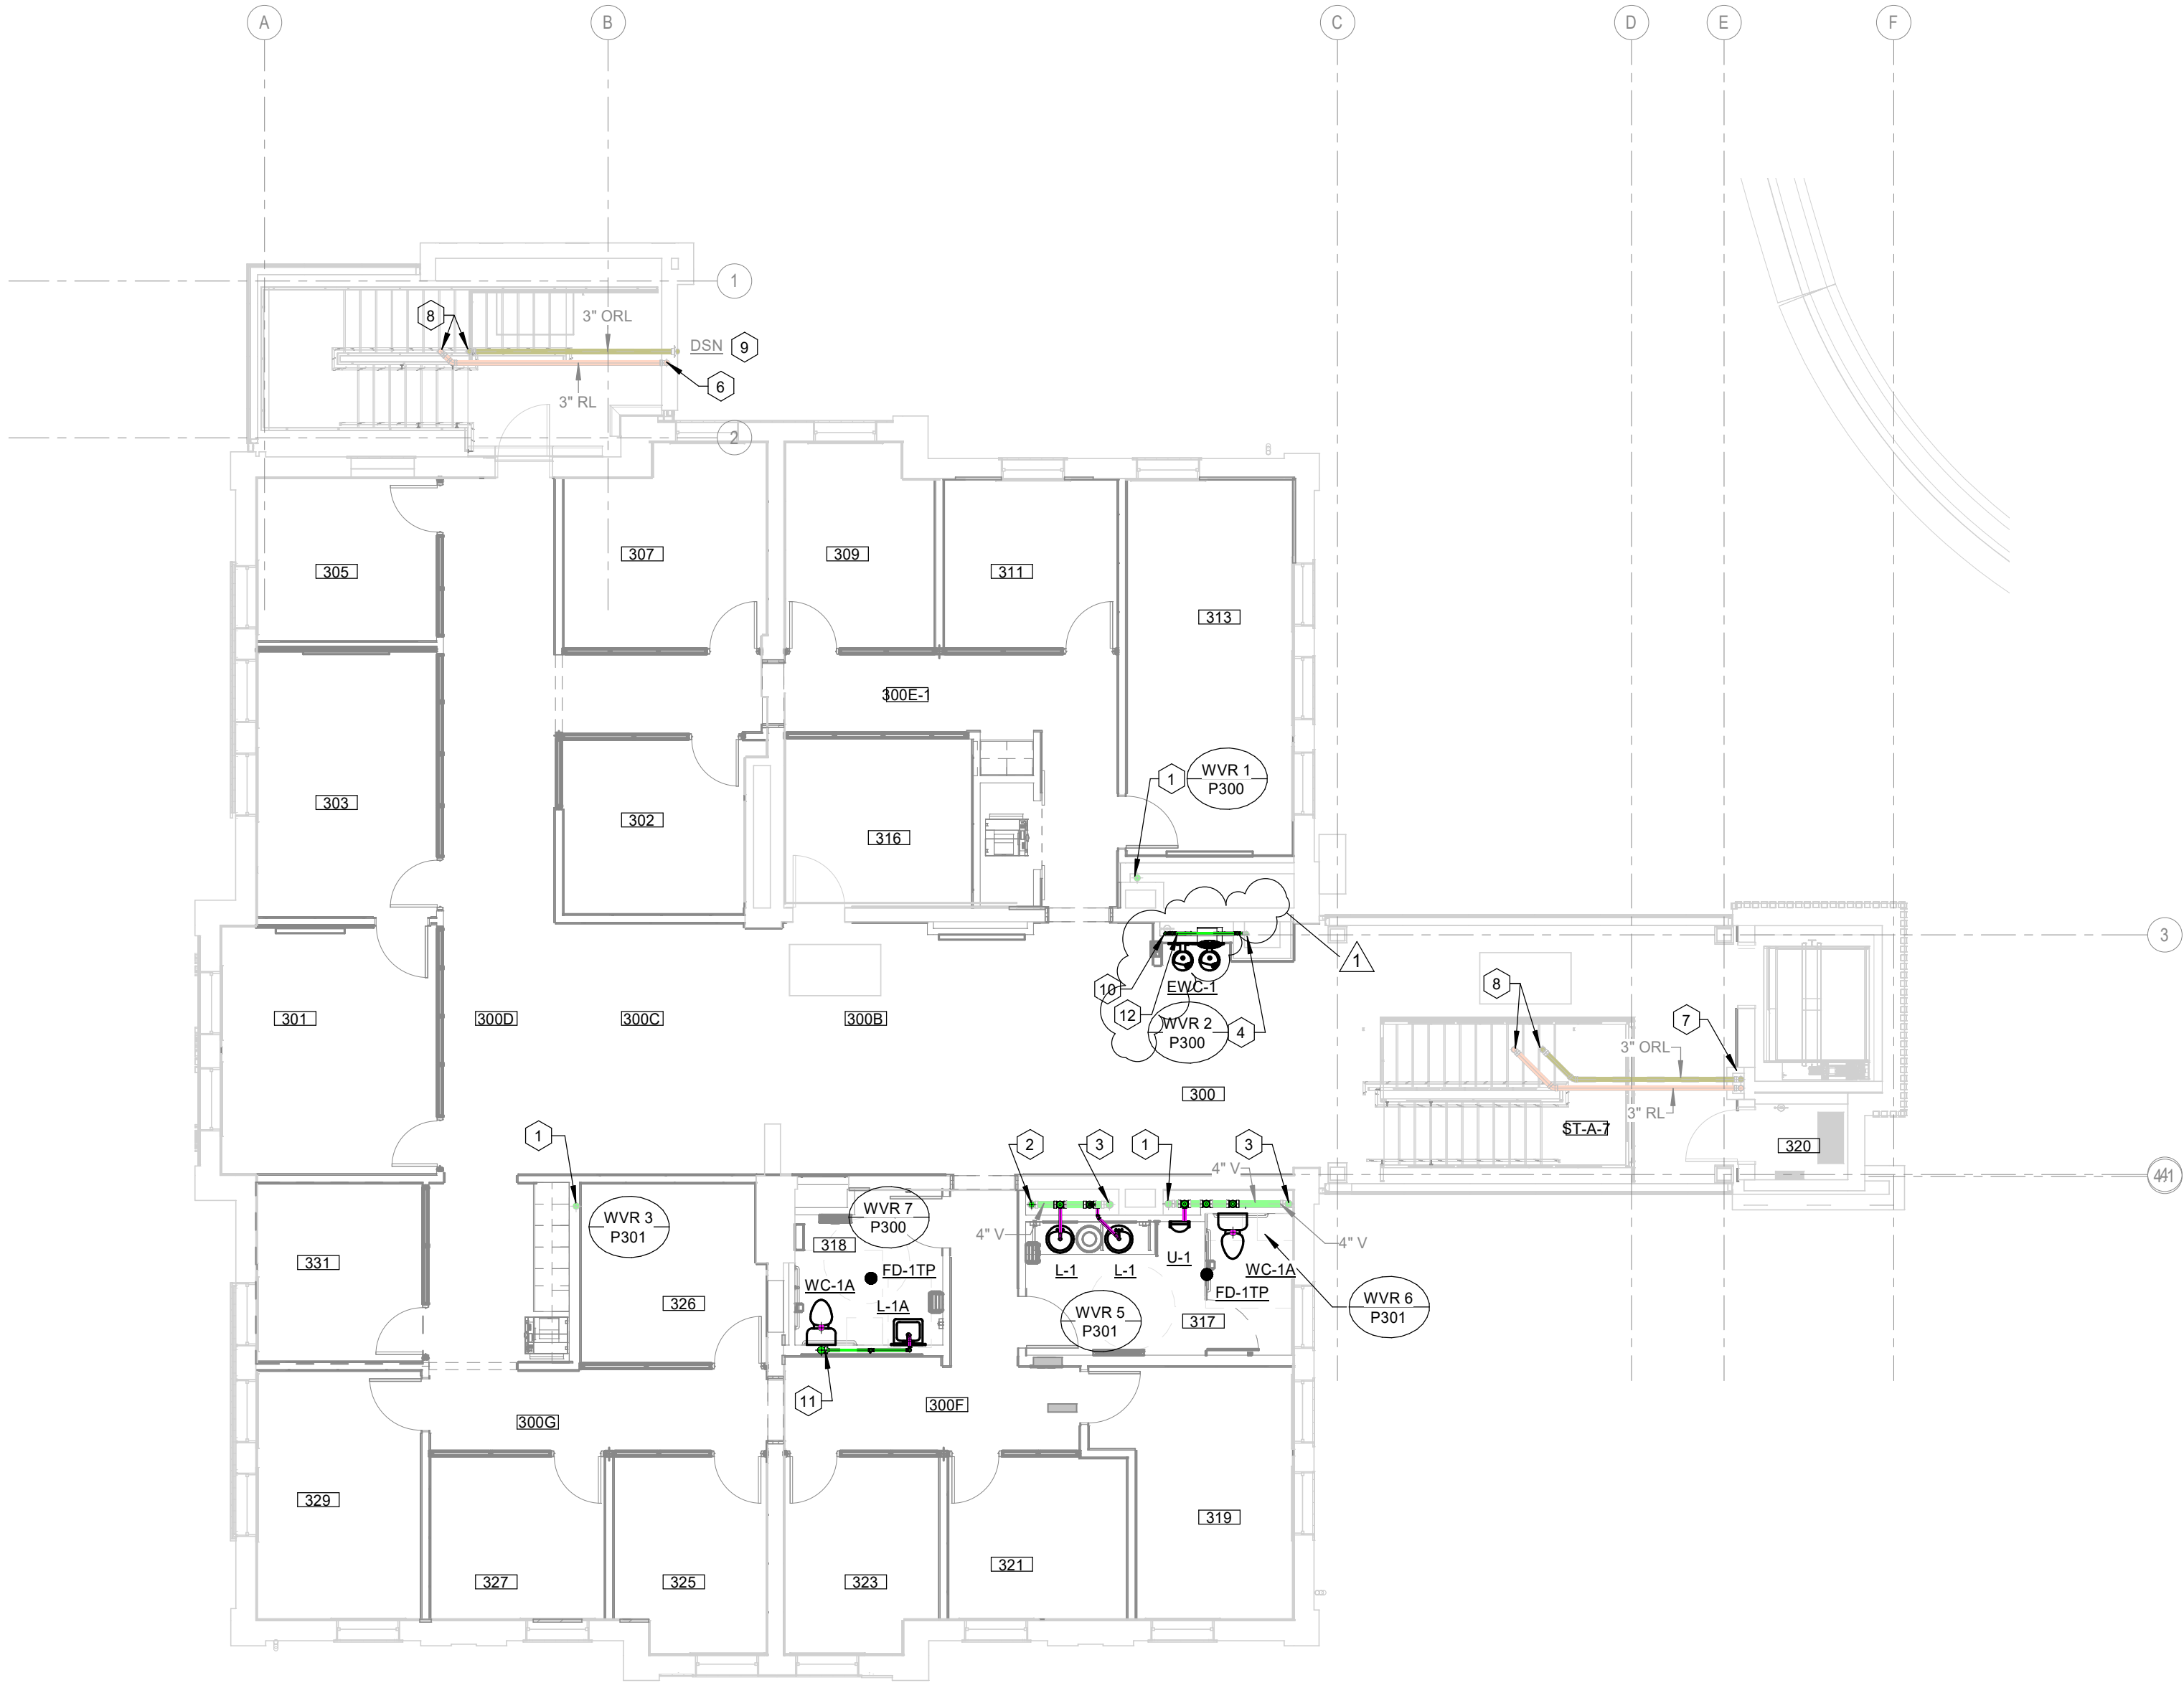 A
B
C
D
E
F
1
8
3" ORL
DSN
9
6
3" RL
2
305
307
309
311
313
300E-1
303
302
316
1
WVR 1
P300
3
1
10
EWC-1
12
WVR 2
P300
4
301
300D
300C
300B
300
8
7
3" ORL
3" RL
ST-A-7
320
1
2
3
1
3
4" V
WVR 3
P301
WVR 7
P300
318
4" V
4" V
331
326
WC-1A
FD-1TP
L-1A
L-1
L-1
U-1
WC-1A
FD-1TP
WVR 5
P301
317
WVR 6
P301
11
300F
300G
329
319
327
325
323
321